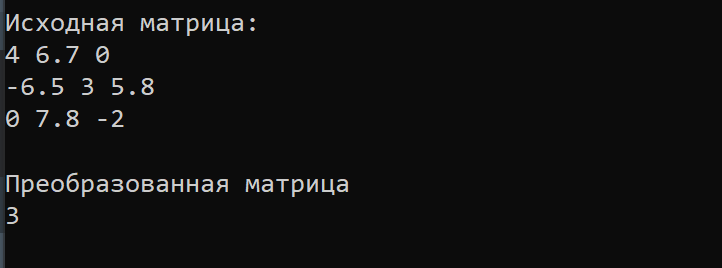 Исходная матрица:
4 6.7 0
-6.5 3 5.8
0 7.8 -2
Преобразованная матрица
3